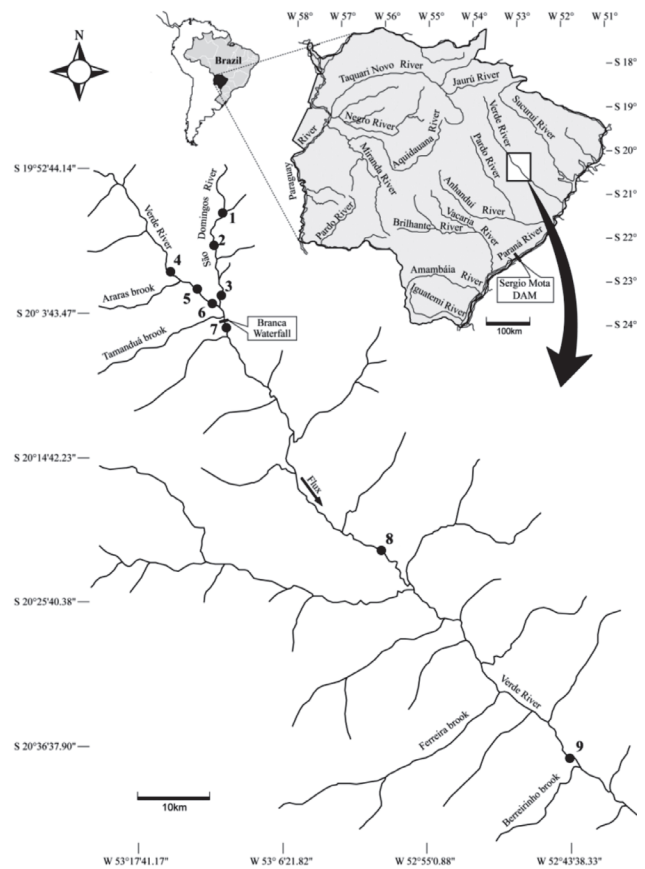 N
Brazil
W 58° W 57° W 56° W 55° W 54° W 53° W 52° W 51°
S 18°
S 19°
S 20°
S 21°
S 22°
S 23°
S 24°
Taquari Novo River
Jaurú River
Negro River
Aquidauana River
Verde River
Sucuruí River
Pardo River
Miranda River
Paraguay River
Anhanduí River
Pardo River
Vacaria River
Brilhante River
Paraná River
Amambáia River
Iguatemi River
Sergio Mota
DAM
100km
S 19°52'44.14"
S 20° 3'43.47"
S 20°14'42.23"
S 20°25'40.38"
S 20°36'37.90"
Verde River
São Domingos River
1
2
3
4
5
6
7
Araras brook
Tamanduá brook
Branca
Waterfall
Flux
8
Verde River
Ferreira brook
9
Berreirinho brook
10km
W 53°17'41.17" W 53° 6'21.82" W 52°55'0.88" W 52°43'38.33"